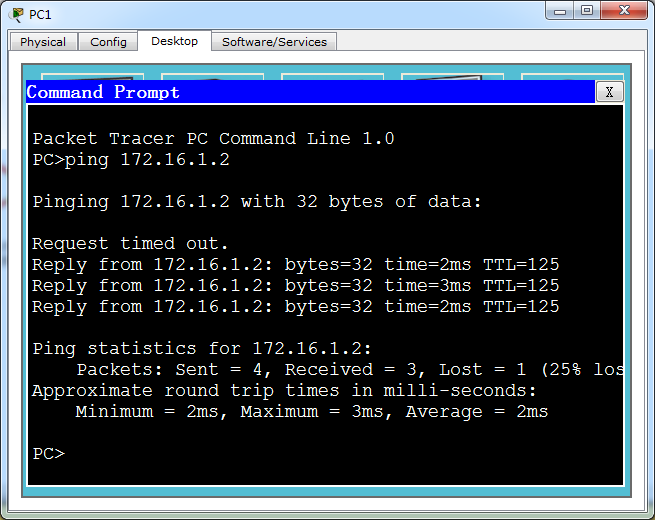 PC1
Physical Config Desktop Software/Services
Command Prompt X
Packet Tracer PC Command Line 1.0
PC>ping 172.16.1.2
Pinging 172.16.1.2 with 32 bytes of data:
Request timed out.
Reply from 172.16.1.2: bytes=32 time=2ms TTL=125
Reply from 172.16.1.2: bytes=32 time=3ms TTL=125
Reply from 172.16.1.2: bytes=32 time=2ms TTL=125
Ping statistics for 172.16.1.2:
Packets: Sent = 4, Received = 3, Lost = 1 (25% los
Approximate round trip times in milli-seconds:
Minimum = 2ms, Maximum = 3ms, Average = 2ms
PC>